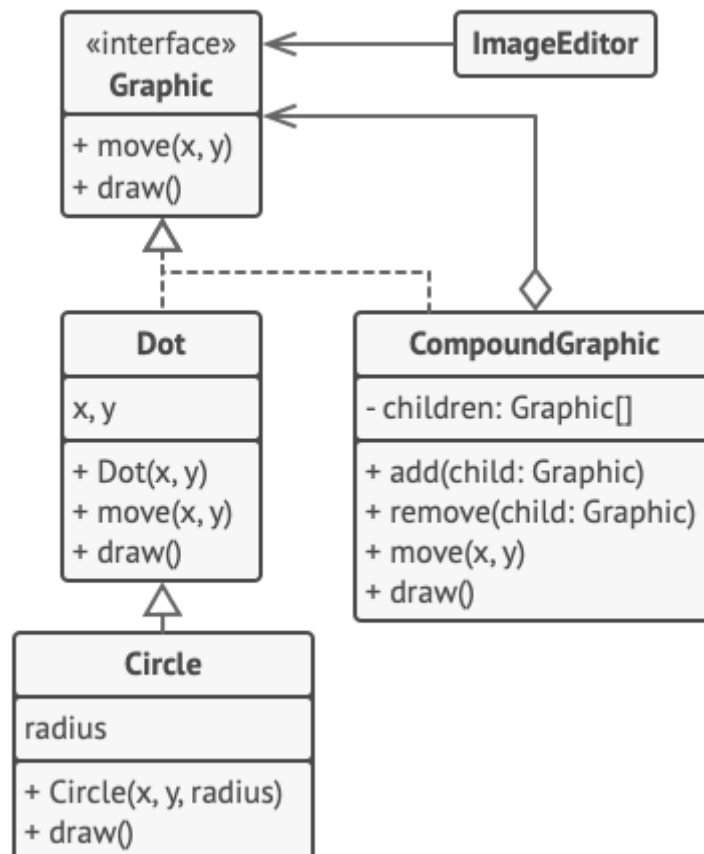 «interface»
Graphic
+ move(x, y)
+ draw()
ImageEditor
Dot
x, y
+ Dot(x, y)
+ move(x, y)
+ draw()
CompoundGraphic
- children: Graphic[]
+ add(child: Graphic)
+ remove(child: Graphic)
+ move(x, y)
+ draw()
Circle
radius
+ Circle(x, y, radius)
+ draw()